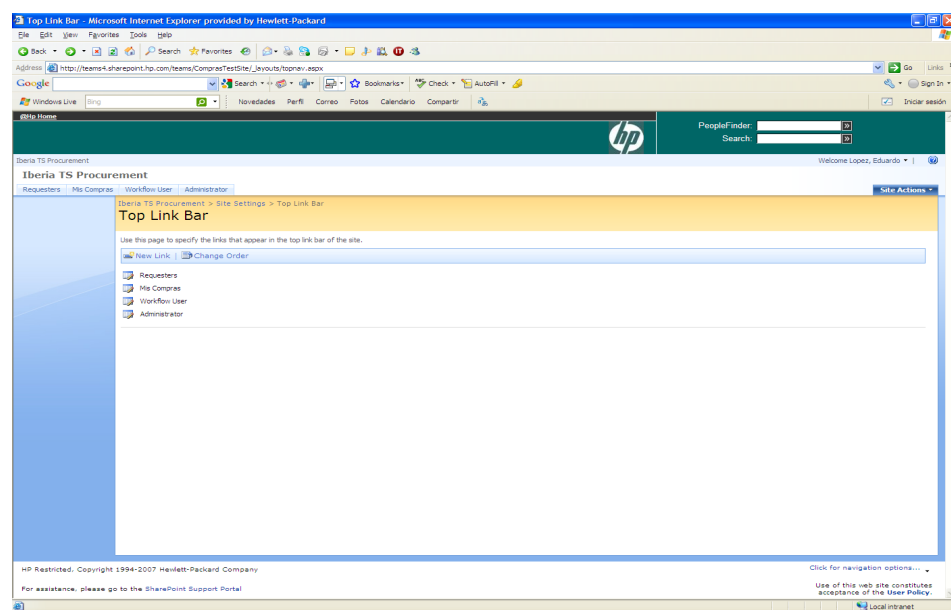 Top Link Bar - Microsoft Internet Explorer provided by Hewlett-Packard
File Edit View Favorites Tools Help
Back Search Favorites
Address http://teams4.sharepoint.hp.com/teams/ComprasTestSite/_layouts/topnav.aspx Go Links
Google Search Bookmarks Check AutoFill Sign In
Windows Live Bing Novedades Perfil Correo Fotos Calendario Compartir Iniciar sesión
@Hp Home
hp
PeopleFinder:
Search:
Iberia TS Procurement Welcome Lopez, Eduardo
Iberia TS Procurement
Requesters Mis Compras Workflow User Administrator Site Actions
Iberia TS Procurement > Site Settings > Top Link Bar
Top Link Bar
Use this page to specify the links that appear in the top link bar of the site.
New Link | Change Order
Requesters
Mis Compras
Workflow User
Administrator
HP Restricted. Copyright 1994-2007 Hewlett-Packard Company Click for navigation options...
For assistance, please go to the SharePoint Support Portal
Use of this web site constitutes
acceptance of the User Policy.
Local intranet